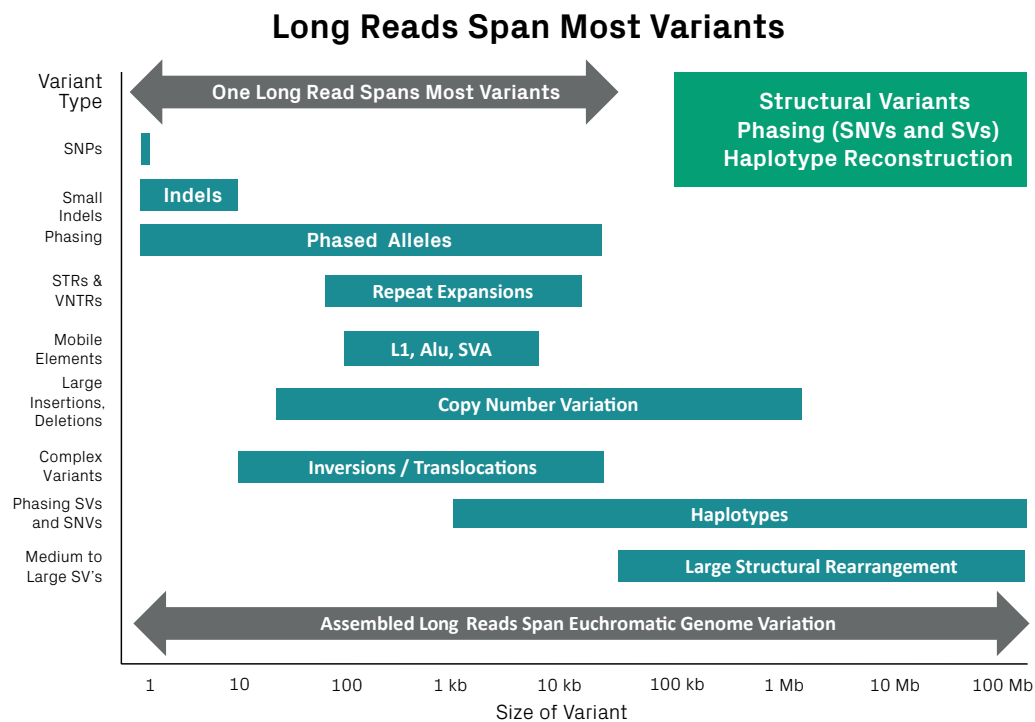 Long Reads Span Most Variants
Variant
Type
One Long Read Spans Most Variants
Structural Variants
Phasing (SNVs and SVs)
Haplotype Reconstruction
SNPs
Small
Indels
Indels
Phasing
Phased Alleles
STRs &
VNTRs
Repeat Expansions
Mobile
Elements
L1, Alu, SVA
Large
Insertions,
Deletions
Copy Number Variation
Complex
Variants
Inversions / Translocations
Phasing SVs
and SNVs
Haplotypes
Medium to
Large SV's
Large Structural Rearrangement
Assembled Long Reads Span Euchromatic Genome Variation
1 10 100 1 kb 10 kb 100 kb 1 Mb 10 Mb 100 Mb
Size of Variant